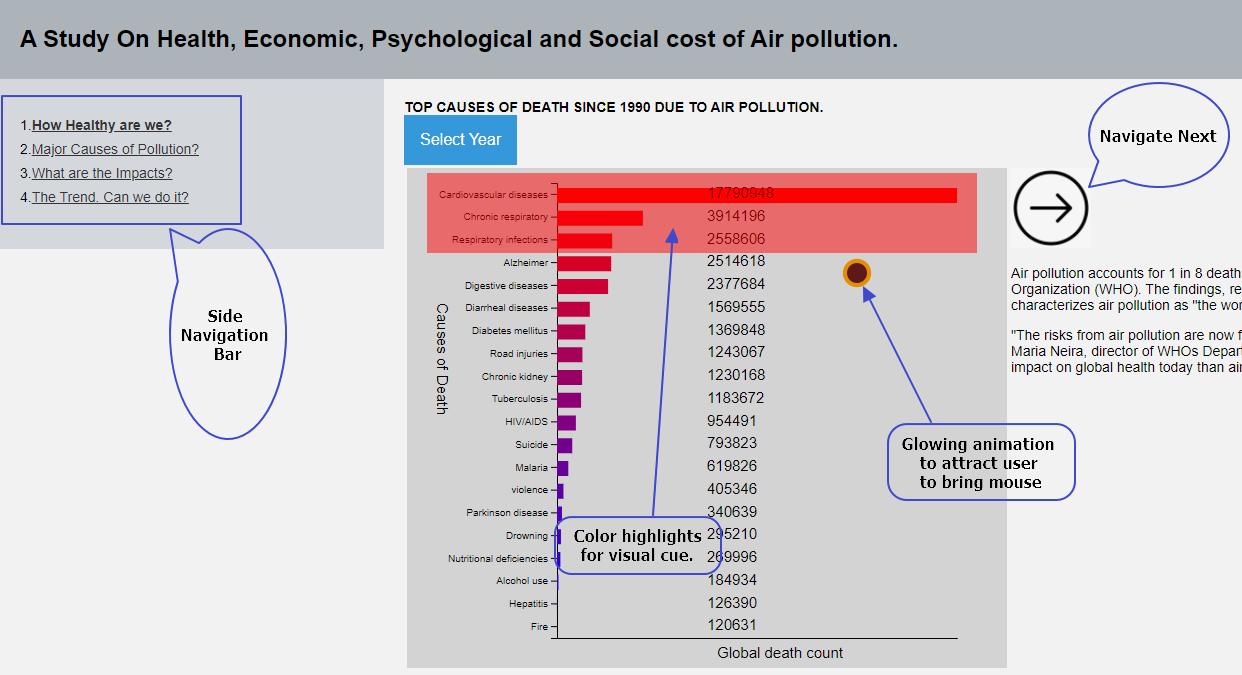 A Study On Health, Economic, Psychological and Social cost of Air pollution.
1.How Healthy are we?
2.Major Causes of Pollution?
3.What are the Impacts?
4.The Trend. Can we do it?
Side
Navigation
Bar
TOP CAUSES OF DEATH SINCE 1990 DUE TO AIR POLLUTION.
Select Year
Causes of Death
Cardiovascular diseases 17790948
Chronic respiratory 3914196
Respiratory infections 2558606
Alzheimer 2514618
Digestive diseases 2377684
Diarrheal diseases 1569555
Diabetes mellitus 1369848
Road injuries 1243067
Chronic kidney 1230168
Tuberculosis 1183672
HIV/AIDS 954491
Suicide 793823
Malaria 619826
violence 405346
Parkinson disease 340639
Drowning 295210
Nutritional deficiencies 269996
Alcohol use 184934
Hepatitis 126390
Fire 120631
Global death count
Color highlights
for visual cue.
Glowing animation
to attract user
to bring mouse
Navigate Next
Air pollution accounts for 1 in 8 death
Organization (WHO). The findings, re
characterizes air pollution as "the wor
"The risks from air pollution are now f
Maria Neira, director of WHOs Depart
impact on global health today than air